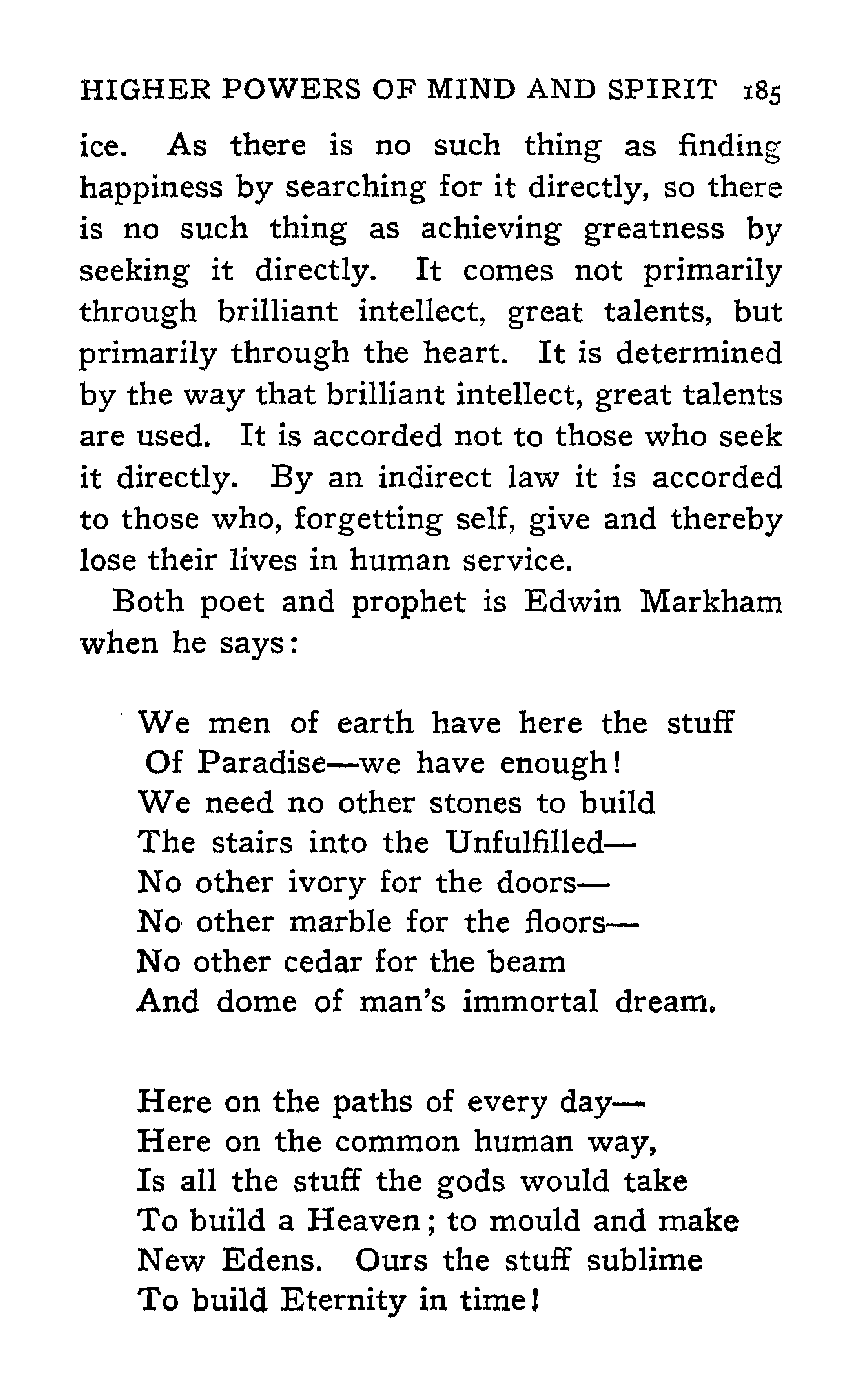 HIGHER POWERS OF MIND AND SPIRIT 185
ice. As there is no such thing as finding
happiness by searching for it directly, so there
is no such thing as achieving greatness by
seeking it directly. It comes not primarily
through brilliant intellect, great talents, but
primarily through the heart. It is determined
by the way that brilliant intellect, great talents
are used. It is accorded not to those who seek
it directly. By an indirect law it is accorded
to those who, forgetting self, give and thereby
lose their lives in human service.
Both poet and prophet is Edwin Markham
when he says:
We men of earth have here the stuff
Of Paradise—we have enough!
We need no other stones to build
The stairs into the Unfulfilled—
No other ivory for the doors—
No other marble for the floors—
No other cedar for the beam
And dome of man's immortal dream.
Here on the paths of every day—
Here on the common human way,
Is all the stuff the gods would take
To build a Heaven; to mould and make
New Edens. Ours the stuff sublime
To build Eternity in time!